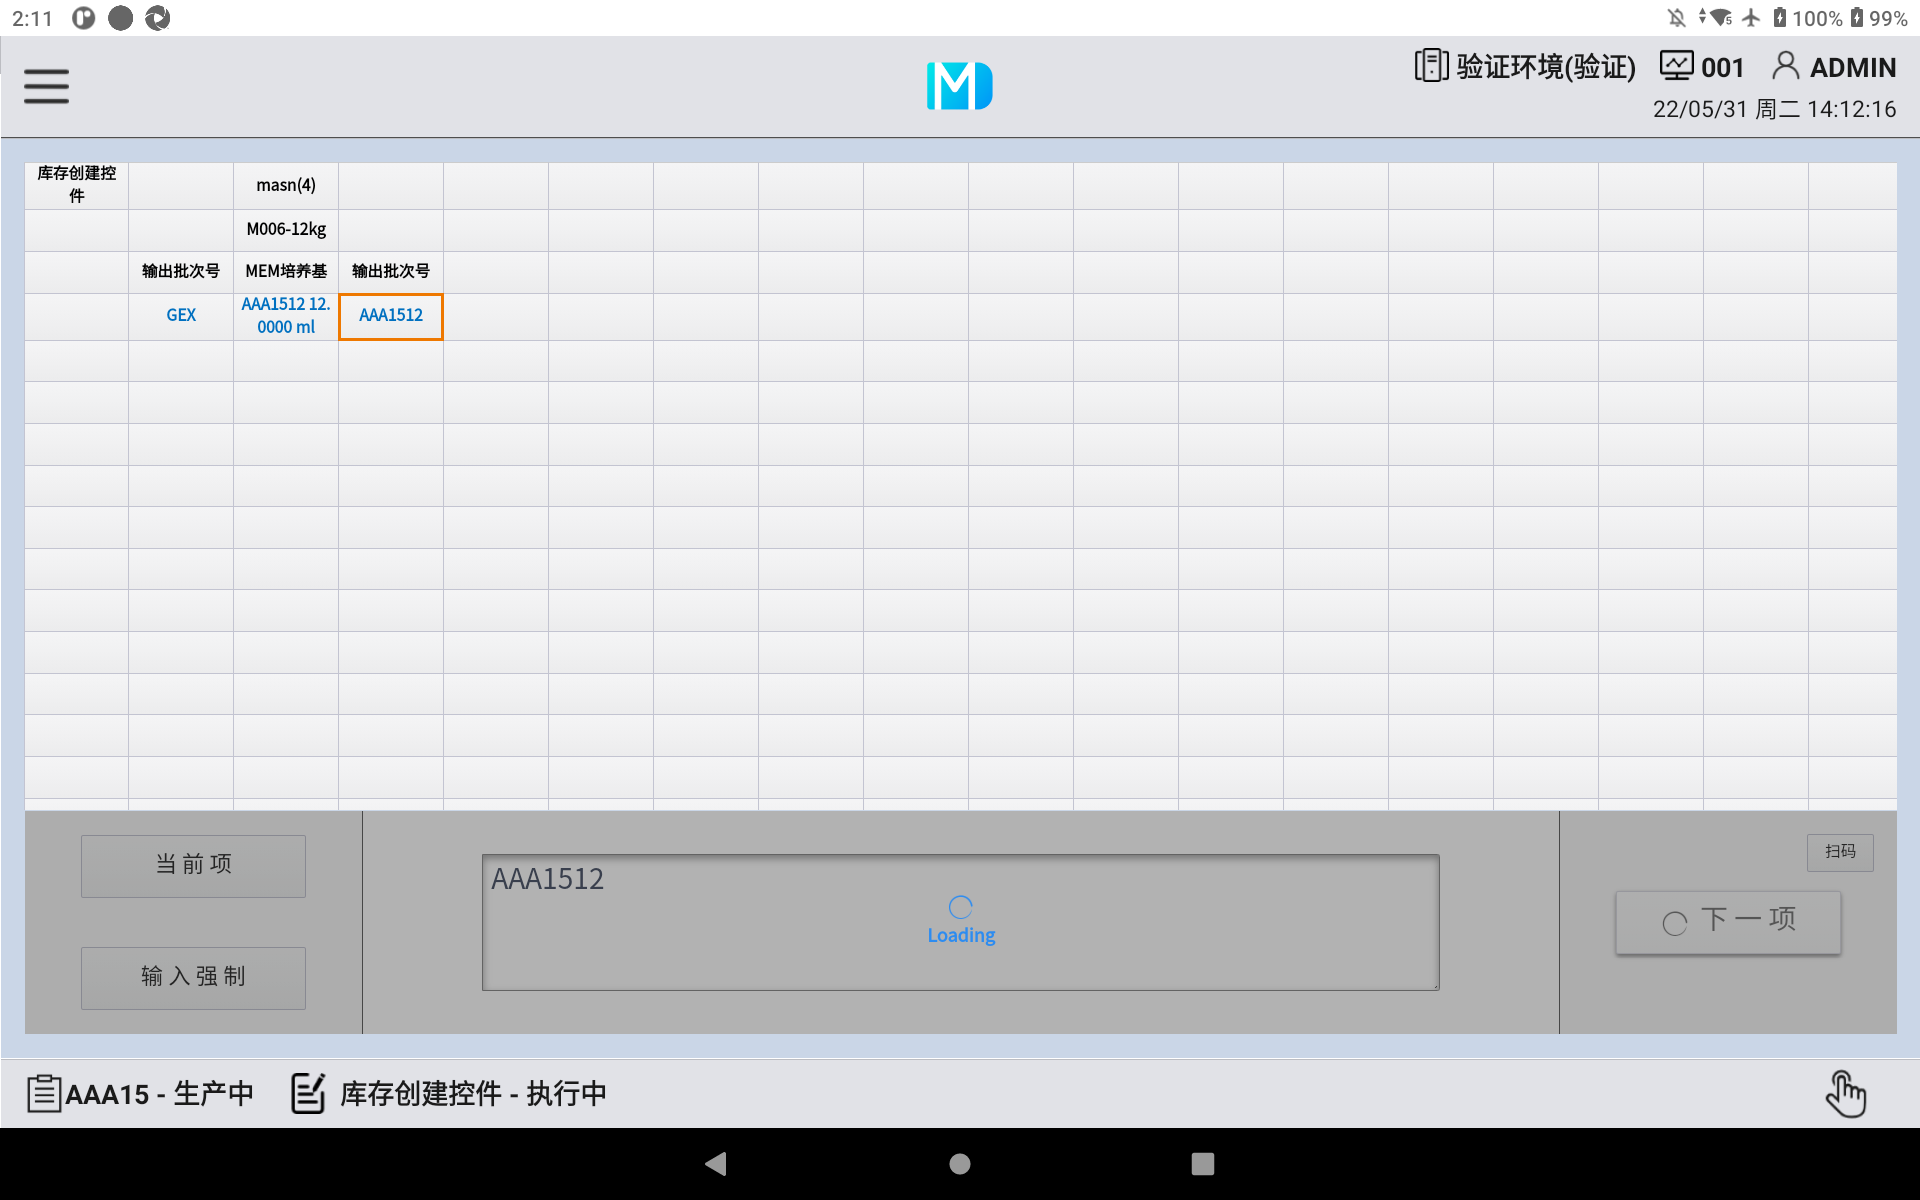 2:11
100% 99%
验证环境(验证) 001 ADMIN
22/05/31 周二 14:12:16
库存创建控
件
masn(4)
M006-12kg
输出批次号 MEM培养基 输出批次号
GEX
AAA1512 12.
0000 ml
AAA1512
当前项
输入强制
AAA1512
Loading
扫码
下一项
AAA15 - 生产中 库存创建控件 - 执行中